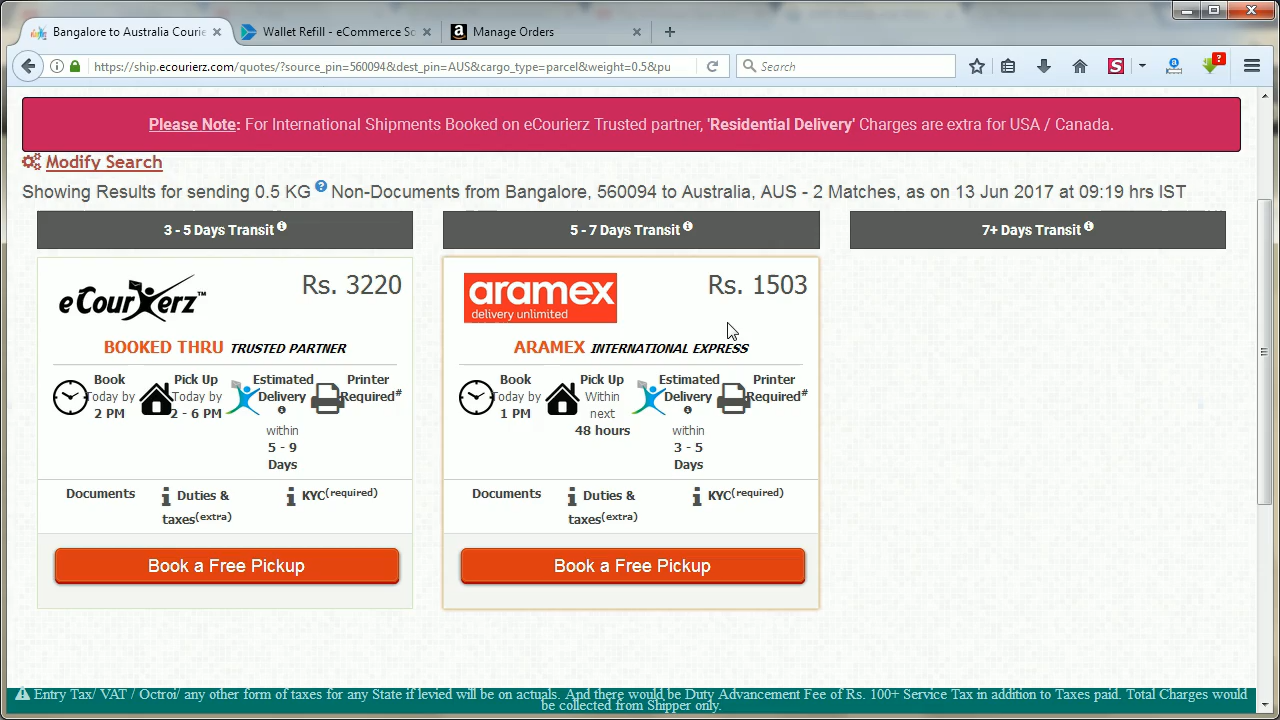 Bangalore to Australia Courie
Wallet Refill - eCommerce So
Manage Orders
https://ship.ecourierz.com/quotes/?source_pin=560094&dest_pin=AUS&cargo_type=parcel&weight=0.5&pu
Search
Please Note: For International Shipments Booked on eCourierz Trusted partner, 'Residential Delivery' Charges are extra for USA / Canada.
Modify Search
Showing Results for sending 0.5 KG ? Non-Documents from Bangalore, 560094 to Australia, AUS - 2 Matches, as on 13 Jun 2017 at 09:19 hrs IST
3 - 5 Days Transit
5 - 7 Days Transit
7+ Days Transit
eCourierz
Rs. 3220
BOOKED THRU TRUSTED PARTNER
Book
Today by
2 PM
Pick Up
Today by
2 - 6 PM
Estimated
Delivery
within
5 - 9
Days
Printer
Required#
Documents
Duties &
taxes(extra)
KYC(required)
Book a Free Pickup
aramex
delivery unlimited
Rs. 1503
ARAMEX INTERNATIONAL EXPRESS
Book
Today by
1 PM
Pick Up
Within
next
48 hours
Estimated
Delivery
within
3 - 5
Days
Printer
Required#
Documents
Duties &
taxes(extra)
KYC(required)
Book a Free Pickup
Entry Tax/ VAT / Octroi/ any other form of taxes for any State if levied will be on actuals. And there would be Duty Advancement Fee of Rs. 100+ Service Tax in addition to Taxes paid. Total Charges would
be collected from Shipper only.